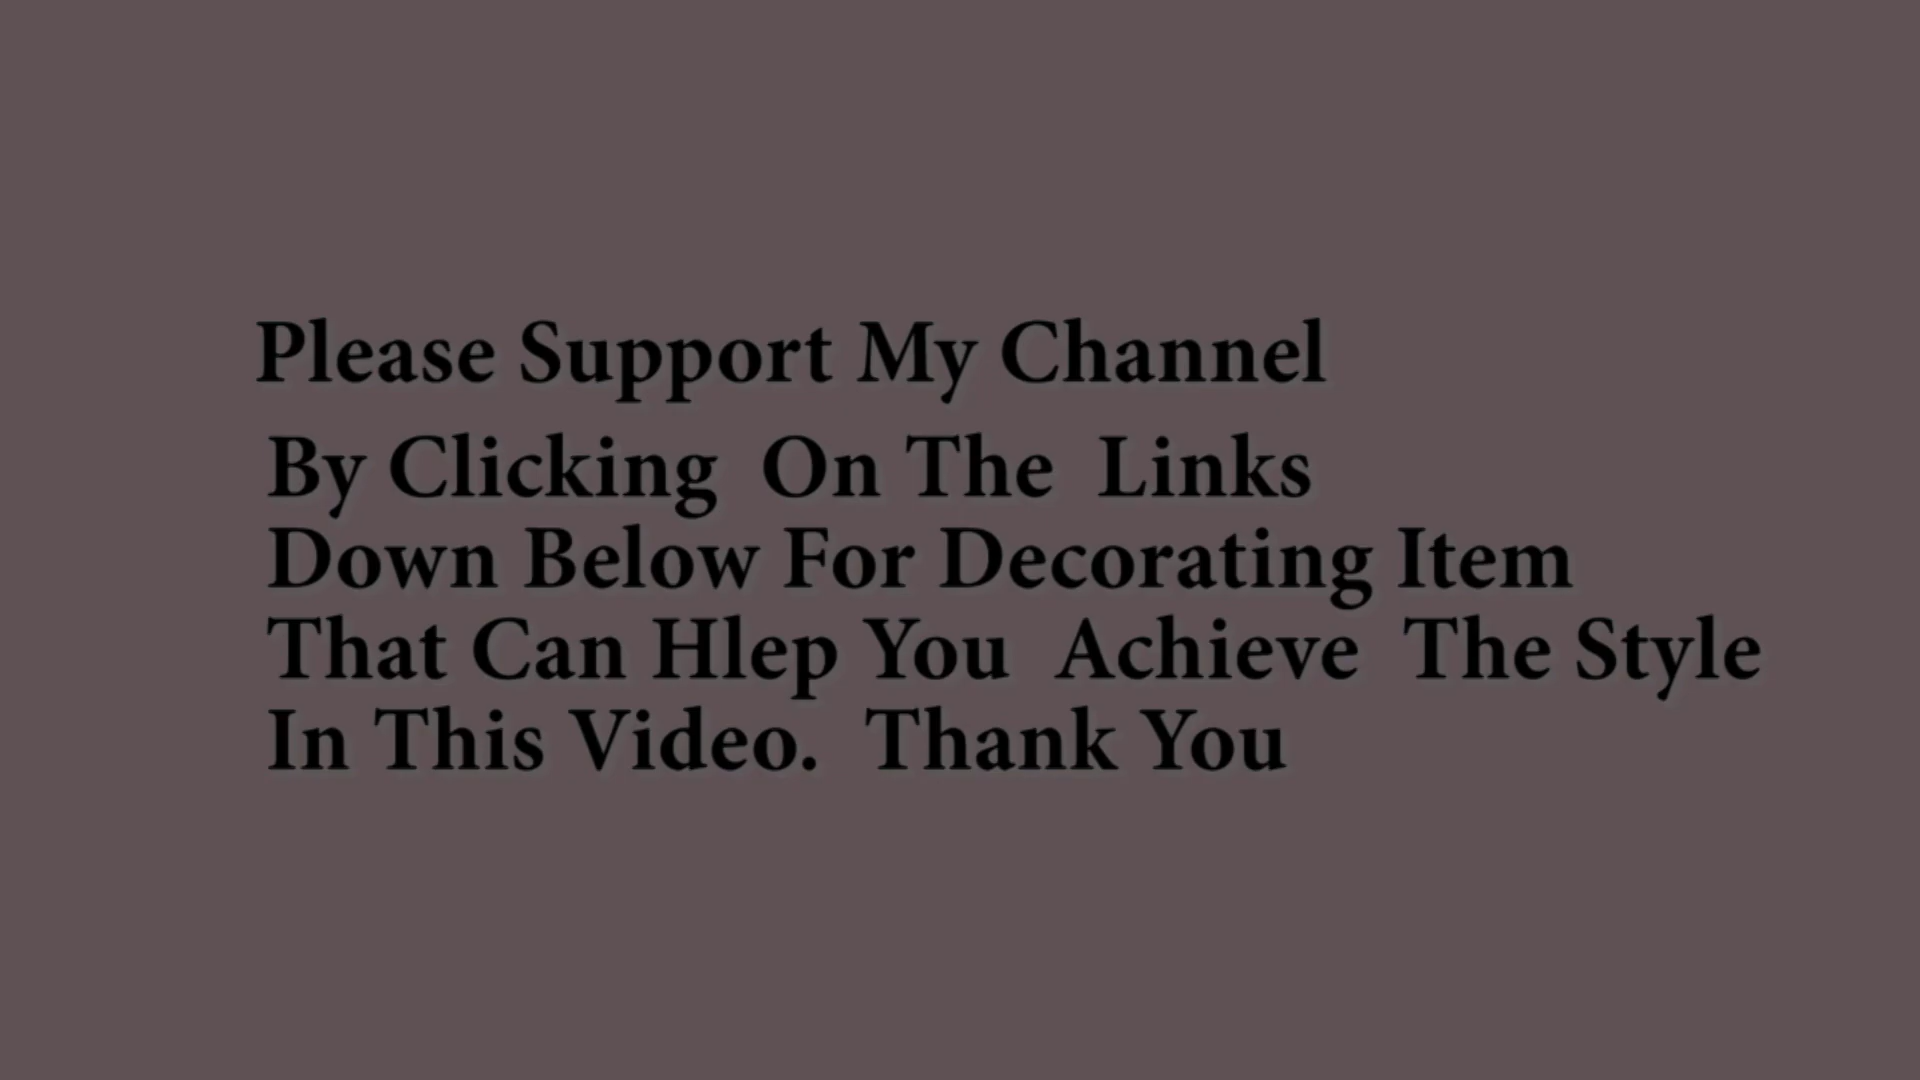 Please Support My Channel
By Clicking  On The  Links
Down Below For Decorating Item
That Can Hlep You  Achieve  The Style
In This Video.  Thank You